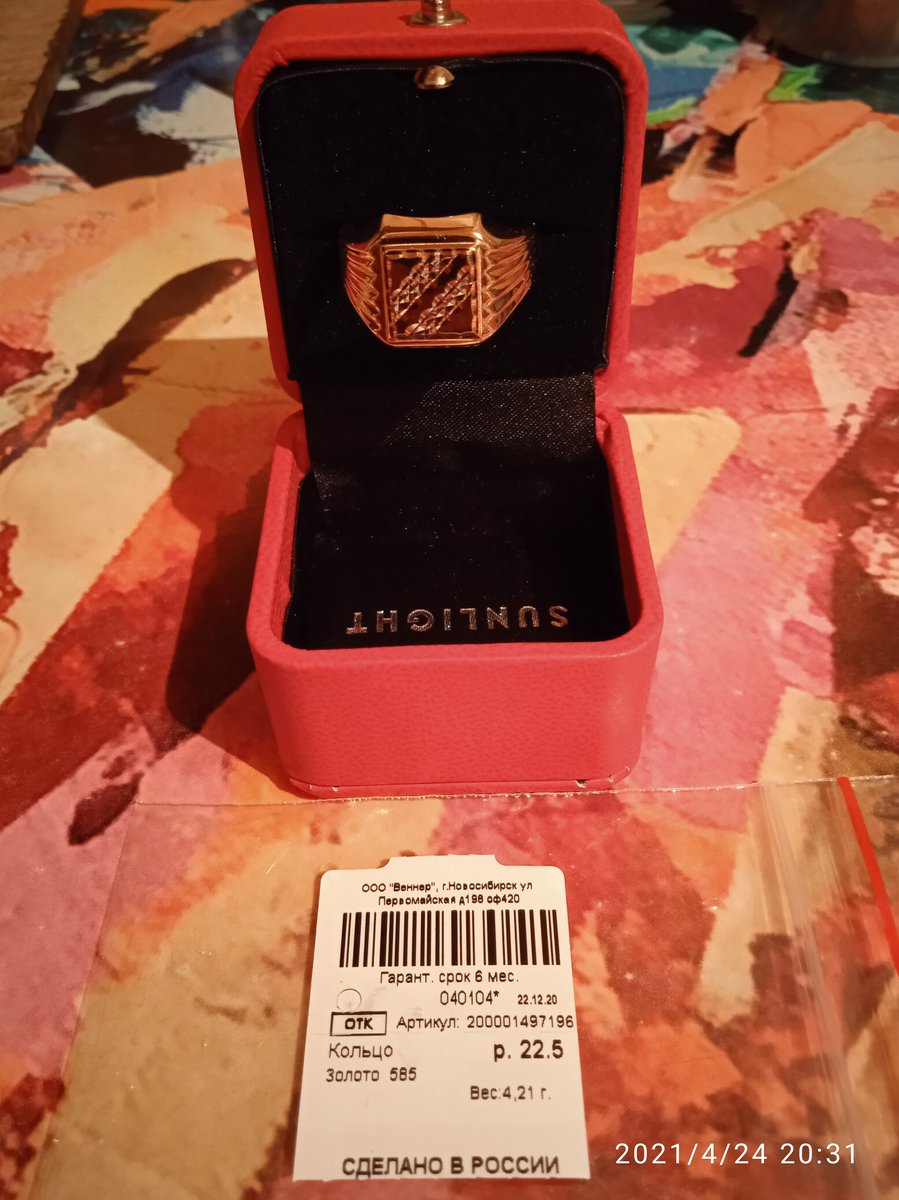 SUNLIGHT
ООО "Веннер", г.Новосибирск ул
Первомайская д198 оф420
Гарант. срок 6 мес.
040104* 22.12.20
ОТК Артикул: 200001497196
Кольцо р. 22.5
Золото 585
Вес:4,21 г.
СДЕЛАНО В РОССИИ
2021/4/24 20:31